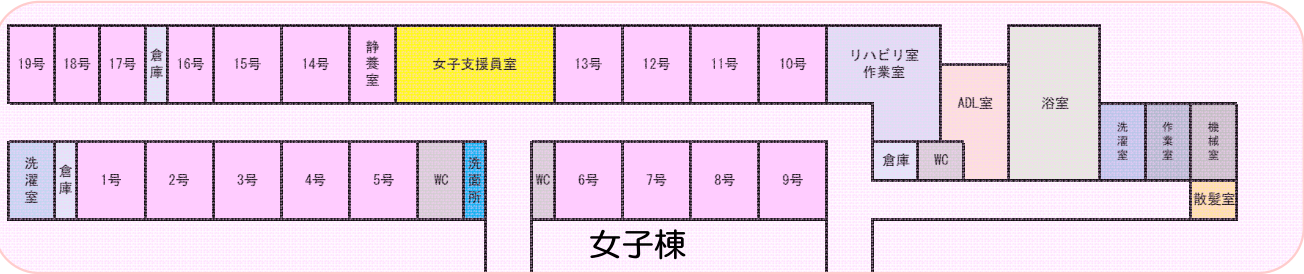 19号
18号
17号
倉庫
16号
15号
14号
静養室
女子支援員室
13号
12号
11号
10号
リハビリ室
作業室
ADL室
浴室
洗濯室
作業室
機械室
洗濯室
倉庫
1号
2号
3号
4号
5号
WC
洗面所
WC
6号
7号
8号
9号
倉庫
WC
散髪室
女子棟